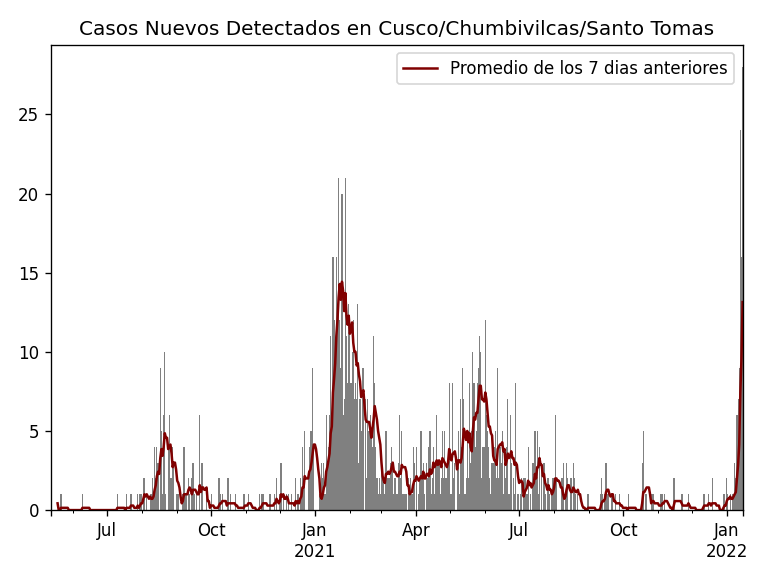 Casos Nuevos Detectados en Cusco/Chumbivilcas/Santo Tomas
Promedio de los 7 dias anteriores
25
20
15
10
5
0
Jul Oct Jan Apr Jul Oct Jan
2021 2022